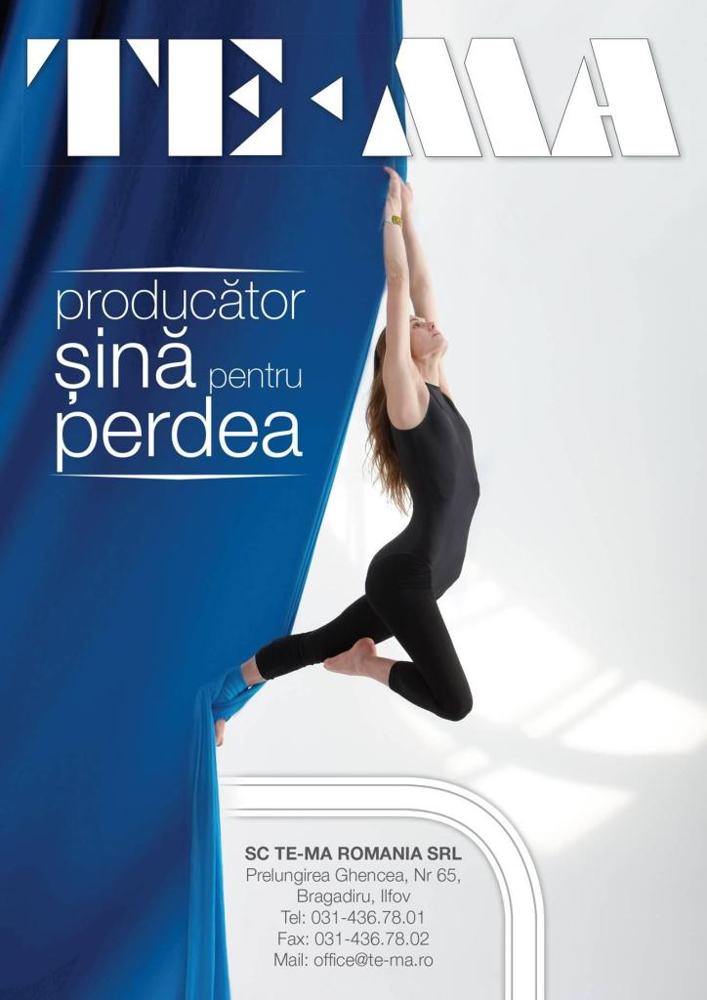 TE-MA
producător
șină pentru
perdea
SC TE-MA ROMANIA SRL
Prelungirea Ghencea, Nr 65,
Bragadiru, Ilfov
Tel: 031-436.78.01
Fax: 031-436.78.02
Mail: office@te-ma.ro